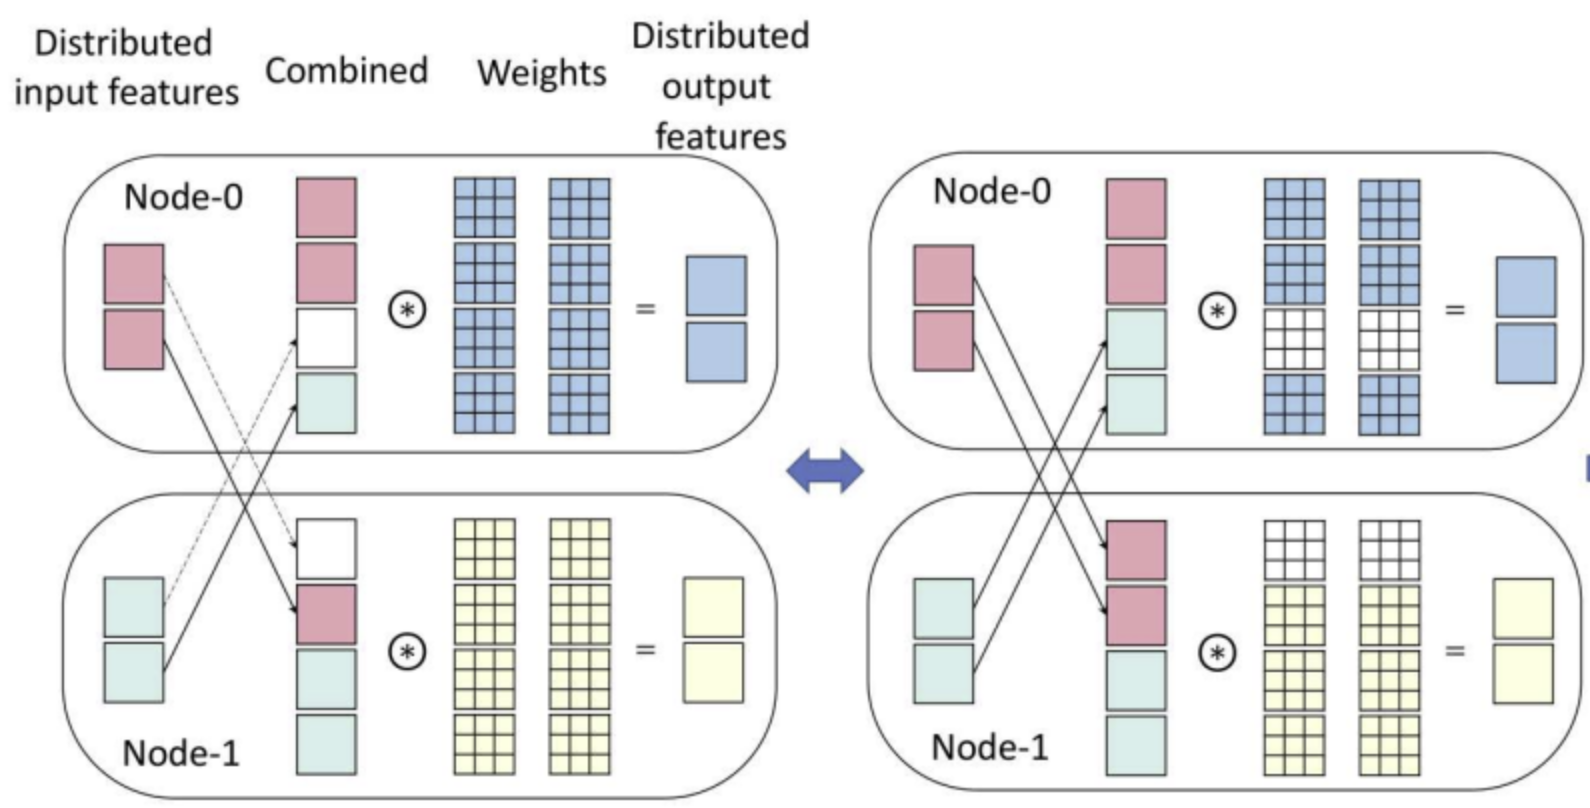 Distributed
input features
Combined
Weights
Distributed
output
features
Node-0
*
=
Node-1
*
=
Node-0
*
=
Node-1
*
=